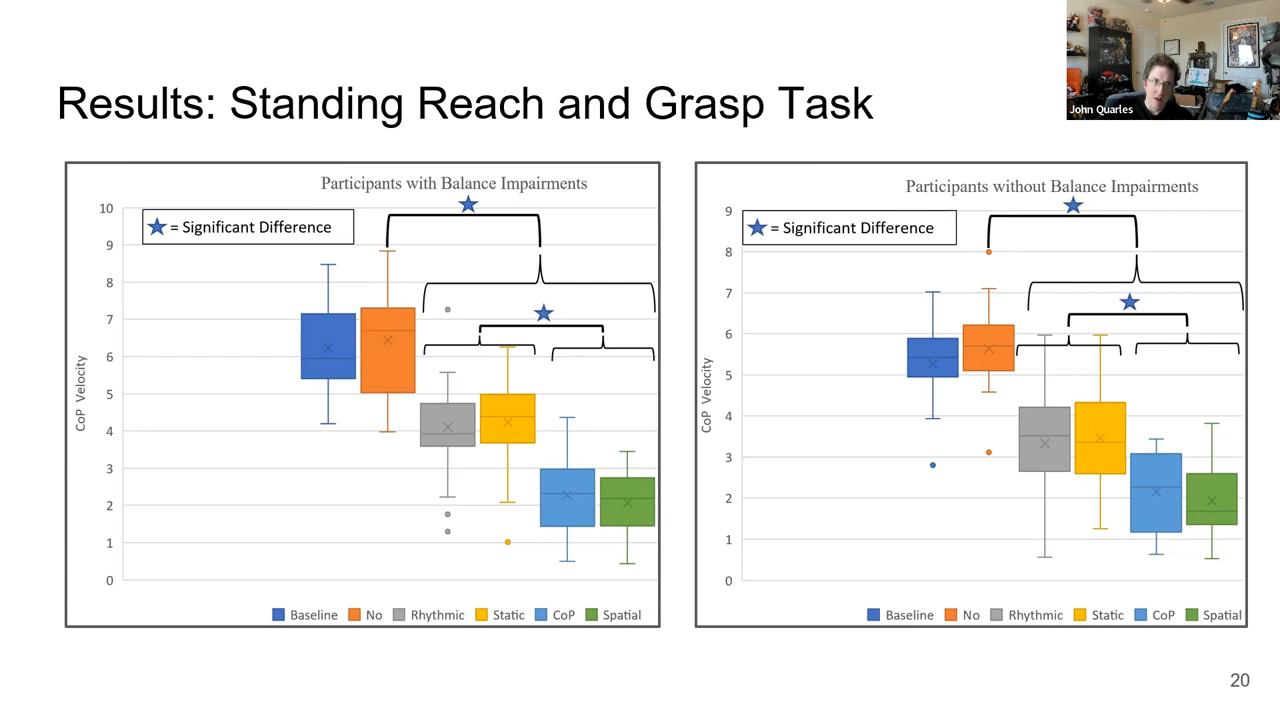 John Quarles
Results: Standing Reach and Grasp Task
Participants with Balance Impairments
= Significant Difference
10
9
8
7
6
5
4
3
2
1
0
CoP Velocity
Baseline No Rhythmic Static CoP Spatial
Participants without Balance Impairments
= Significant Difference
9
8
7
6
5
4
3
2
1
0
CoP Velocity
Baseline No Rhythmic Static CoP Spatial
20